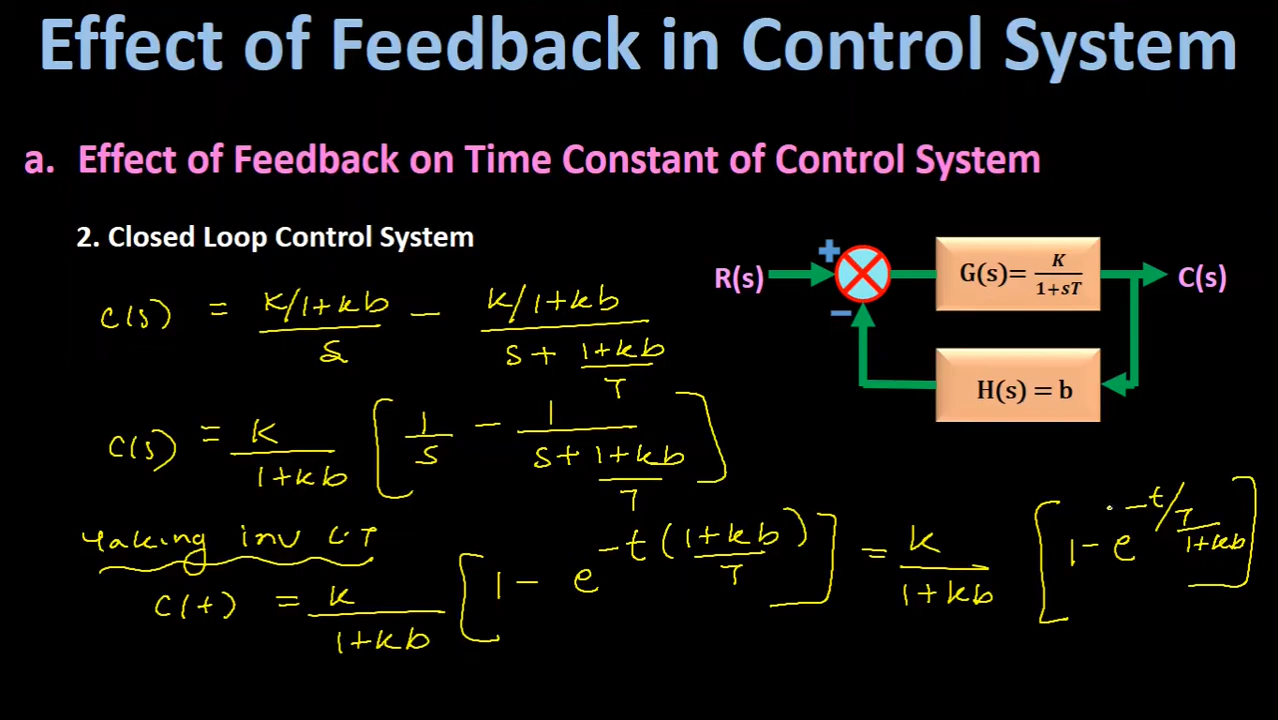 Effect of Feedback in Control System
a. Effect of Feedback on Time Constant of Control System
2. Closed Loop Control System
R(s) + − G(s)= K/(1+sT) C(s)
H(s) = b
C(s) = (K/1+kb)/s − (K/1+kb)/(s + (1+kb)/T)
C(s) = K/(1+kb) [1/s − 1/(s + (1+kb)/T)]
Taking inv L.T
C(t) = K/(1+kb) [1 − e^(−t((1+kb)/T))] = K/(1+kb) [1 − e^(−t/(T/(1+kb)))]